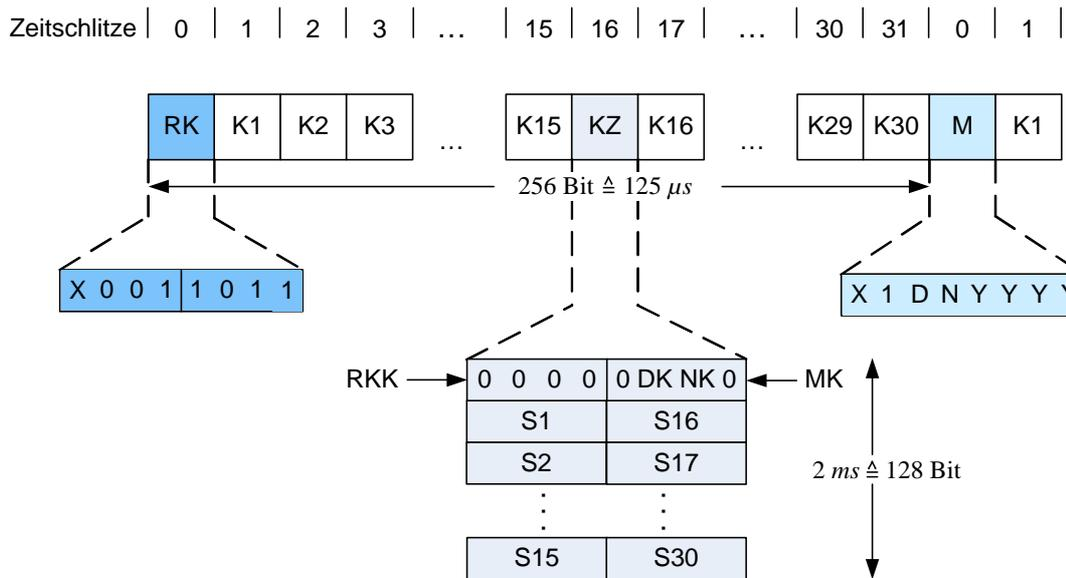 Zeitschlitze 0 1 2 3 ... 15 16 17 ... 30 31 0 1
RK K1 K2 K3 ... K15 KZ K16 ... K29 K30 M K1
256 Bit ≙ 125 µs
X 0 0 1 1 0 1 1
X 1 D N Y Y Y Y
RKK 0 0 0 0 0 DK NK 0 MK
S1 S16
S2 S17
2 ms ≙ 128 Bit
S15 S30